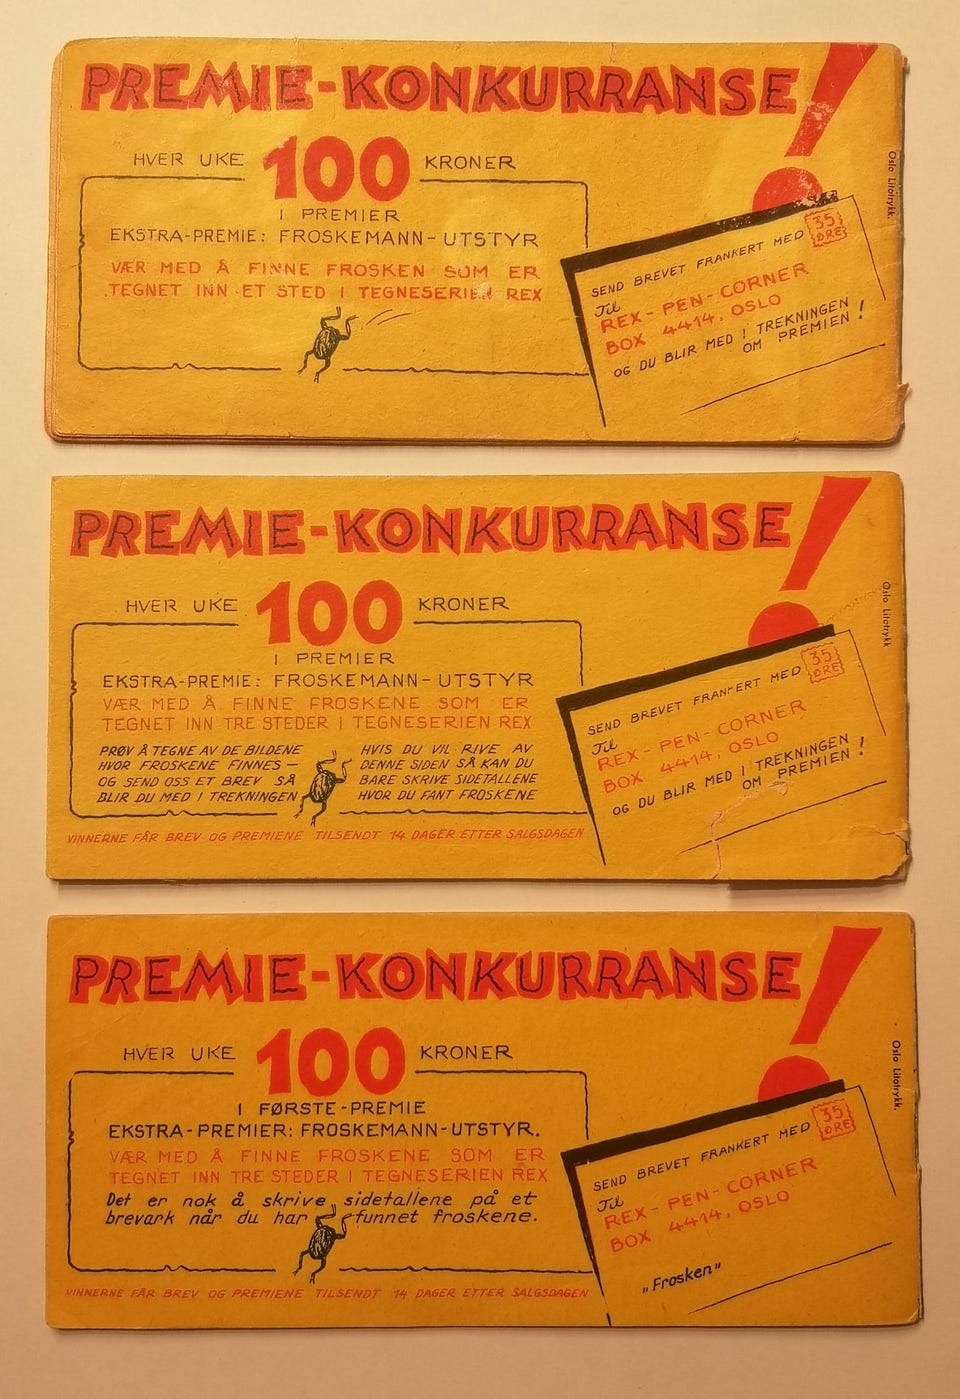 PREMIE-KONKURRANSE!
HVER UKE 100 KRONER
I PREMIER
EKSTRA-PREMIE: FROSKEMANN-UTSTYR
VÆR MED Å FINNE FROSKEN SOM ER
TEGNET INN ET STED I TEGNESERIEN REX
SEND BREVET FRANKERT MED 35 ØRE
Til
REX-PEN-CORNER
BOX 4414, OSLO
OG DU BLIR MED I TREKNINGEN
OM PREMIEN!
Oslo Litotrykk.
PREMIE-KONKURRANSE!
HVER UKE 100 KRONER
I PREMIER
EKSTRA-PREMIE: FROSKEMANN-UTSTYR
VÆR MED Å FINNE FROSKENE SOM ER
TEGNET INN TRE STEDER I TEGNESERIEN REX
PRØV Å TEGNE AV DE BILDENE
HVOR FROSKENE FINNES —
OG SEND OSS ET BREV SÅ
BLIR DU MED I TREKNINGEN
HVIS DU VIL RIVE AV
DENNE SIDEN SÅ KAN DU
BARE SKRIVE SIDETALLENE
HVOR DU FANT FROSKENE
VINNERNE FÅR BREV OG PREMIENE TILSENDT 14 DAGER ETTER SALGSDAGEN
SEND BREVET FRANKERT MED 35 ØRE
Til
REX-PEN-CORNER
BOX 4414, OSLO
OG DU BLIR MED I TREKNINGEN
OM PREMIEN!
Oslo Litotrykk
PREMIE-KONKURRANSE!
HVER UKE 100 KRONER
I FØRSTE-PREMIE
EKSTRA-PREMIER: FROSKEMANN-UTSTYR.
VÆR MED Å FINNE FROSKENE SOM ER
TEGNET INN TRE STEDER I TEGNESERIEN REX
Det er nok å skrive sidetallene på et
brevark når du har funnet froskene.
VINNERNE FÅR BREV OG PREMIENE TILSENDT 14 DAGER ETTER SALGSDAGEN
SEND BREVET FRANKERT MED 35 ØRE
Til
REX-PEN-CORNER
BOX 4414, OSLO
„Frosken"
Oslo Litotrykk.